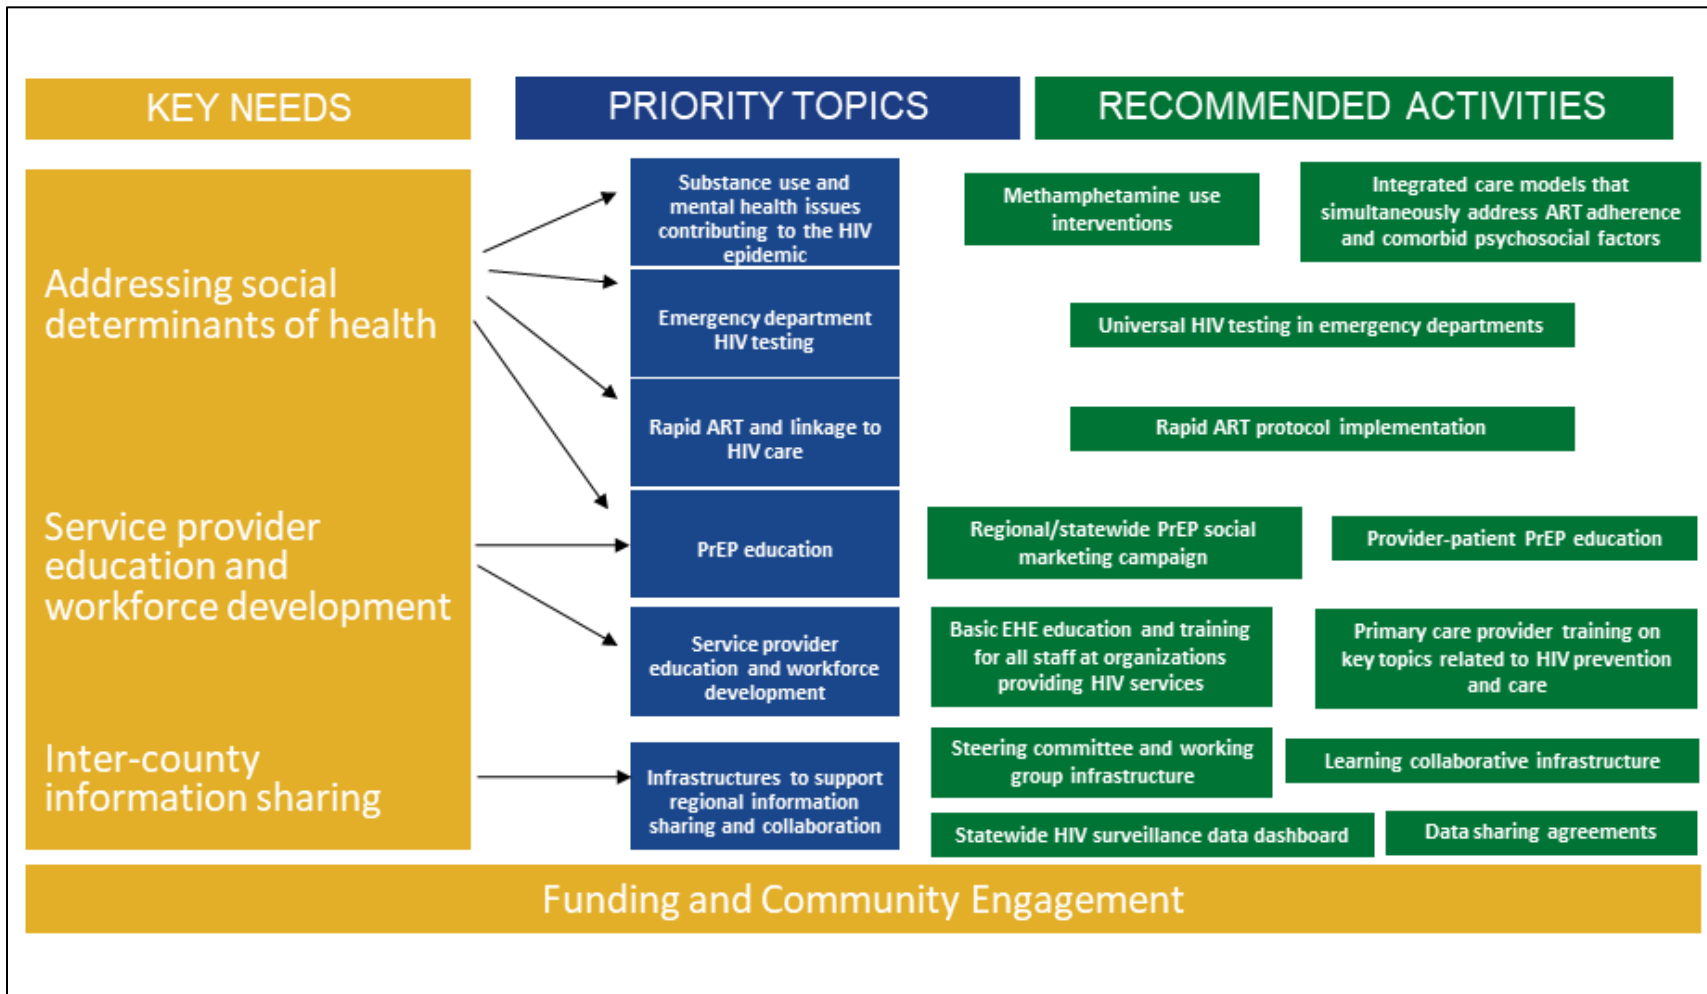 KEY NEEDS
PRIORITY TOPICS
RECOMMENDED ACTIVITIES
Addressing social
determinants of health
Service provider
education and
workforce development
Inter-county
information sharing
Substance use and
mental health issues
contributing to the HIV
epidemic
Emergency department
HIV testing
Rapid ART and linkage to
HIV care
PrEP education
Service provider
education and workforce
development
Infrastructures to support
regional information
sharing and collaboration
Methamphetamine use
interventions
Integrated care models that
simultaneously address ART adherence
and comorbid psychosocial factors
Universal HIV testing in emergency departments
Rapid ART protocol implementation
Regional/statewide PrEP social
marketing campaign
Provider-patient PrEP education
Basic EHE education and training
for all staff at organizations
providing HIV services
Primary care provider training on
key topics related to HIV prevention
and care
Steering committee and working
group infrastructure
Learning collaborative infrastructure
Statewide HIV surveillance data dashboard
Data sharing agreements
Funding and Community Engagement